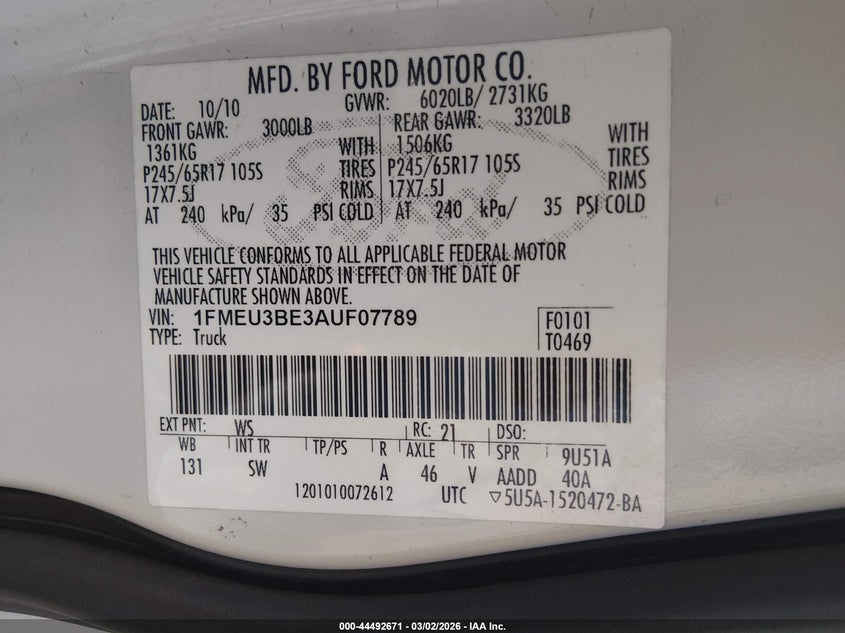 MFD. BY FORD MOTOR CO.
DATE: 10/10 GVWR: 6020LB/ 2731KG
FRONT GAWR: 3000LB REAR GAWR: 3320LB
1361KG WITH 1506KG WITH
P245/65R17 105S TIRES P245/65R17 105S TIRES
17X7.5J RIMS 17X7.5J RIMS
AT 240 kPa/ 35 PSI COLD AT 240 kPa/ 35 PSI COLD
THIS VEHICLE CONFORMS TO ALL APPLICABLE FEDERAL MOTOR
VEHICLE SAFETY STANDARDS IN EFFECT ON THE DATE OF
MANUFACTURE SHOWN ABOVE.
VIN: 1FMEU3BE3AUF07789 F0101
TYPE: Truck T0469
EXT PNT: WS RC: 21 DSO:
WB INT TR TP/PS R AXLE TR SPR 9U51A
131 SW A 46 V AADD 40A
1201010072612 UTC ▽5U5A-1520472-BA
Ford
000-44492671 - 03/02/2026 - IAA Inc.